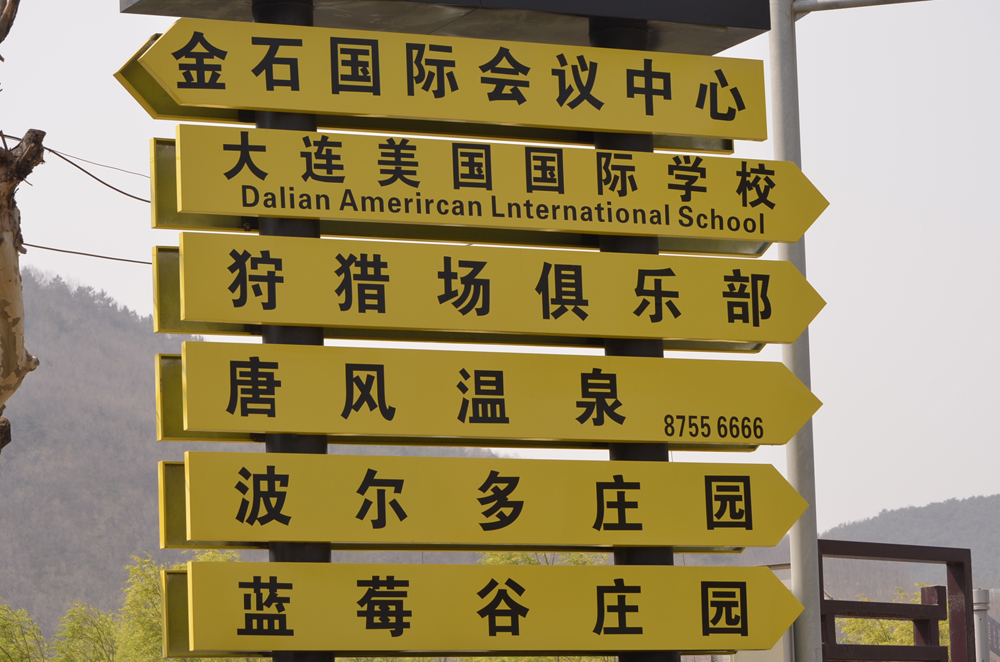 金石国际会议中心
大连美国国际学校
Dalian Amerircan Lnternational School
狩猎场俱乐部
唐风温泉
8755 6666
波尔多庄园
蓝莓谷庄园